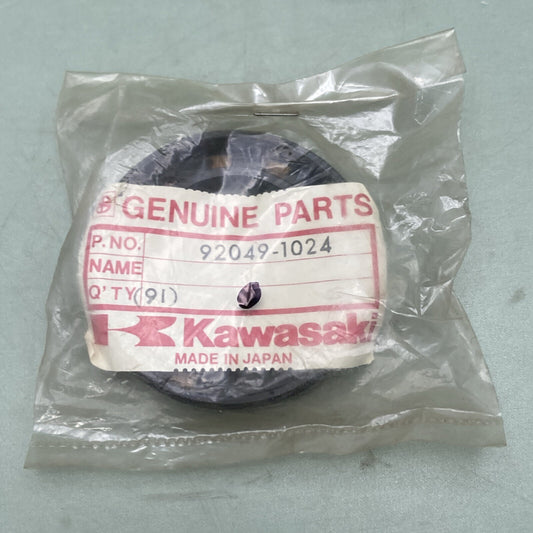 GENUINE PARTS
P. NO. 92049-1024
NAME
Q'TY (91)
Kawasaki
MADE IN JAPAN